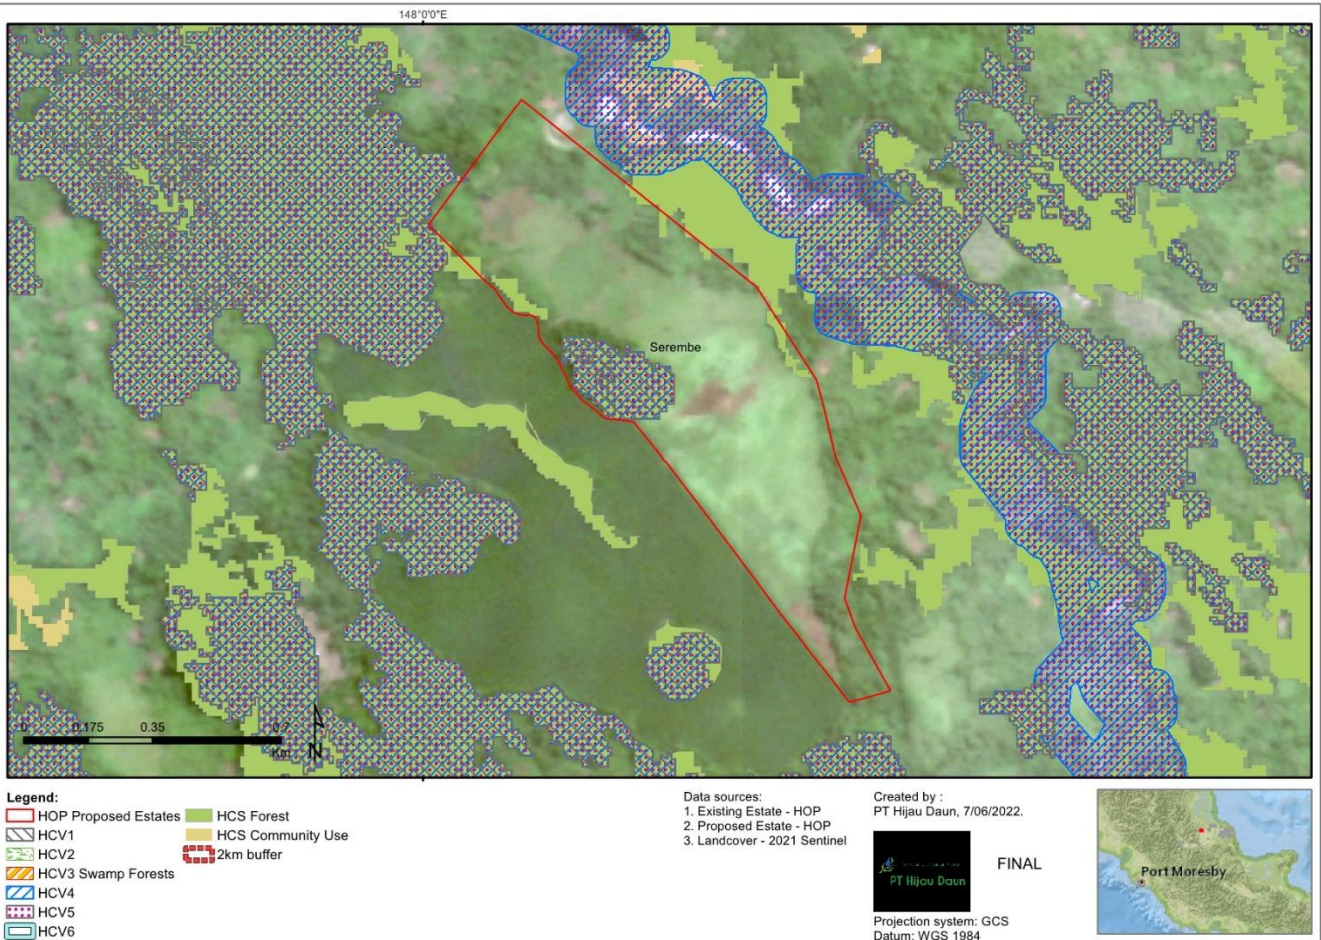 148°0'0"E
Serembe
0 0.175 0.35 0.7
Km
N
Legend:
HOP Proposed Estates
HCV1
HCV2
HCV3 Swamp Forests
HCV4
HCV5
HCV6
HCS Forest
HCS Community Use
2km buffer
Data sources:
1. Existing Estate - HOP
2. Proposed Estate - HOP
3. Landcover - 2021 Sentinel
Created by :
PT Hijau Daun, 7/06/2022.
PT Hijau Daun
FINAL
Projection system: GCS
Datum: WGS 1984
Port Moresby